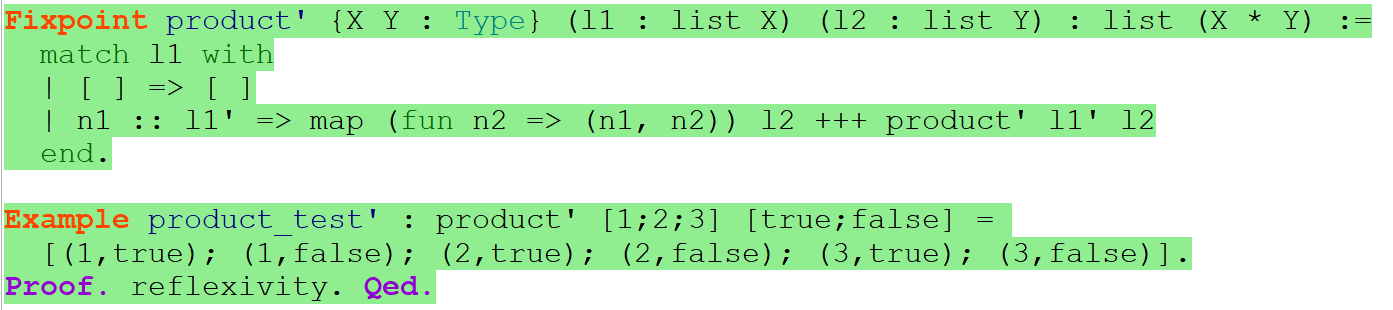 Fixpoint product' {X Y : Type} (l1 : list X) (l2 : list Y) : list (X * Y) :=
  match l1 with
  | [ ] => [ ]
  | n1 :: l1' => map (fun n2 => (n1, n2)) l2 +++ product' l1' l2
  end.
Example product_test' : product' [1;2;3] [true;false] =
  [(1,true); (1,false); (2,true); (2,false); (3,true); (3,false)].
Proof. reflexivity. Qed.